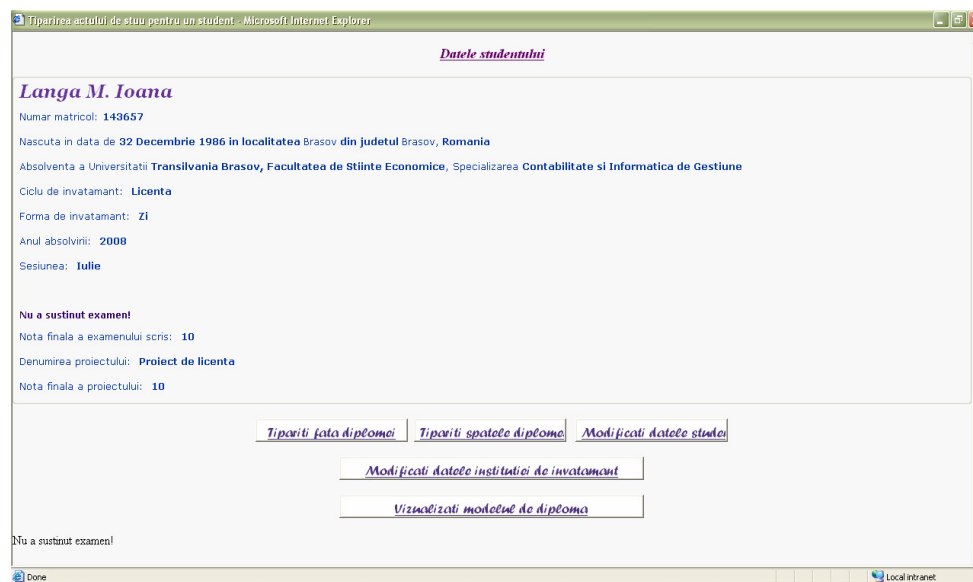 Tiparirea actului de stuu pentru un student - Microsoft Internet Explorer
Datele studentului
Langa M. Ioana
Numar matricol: 143657
Nascuta in data de 32 Decembrie 1986 in localitatea Brasov din judetul Brasov, Romania
Absolventa a Universitatii Transilvania Brasov, Facultatea de Stiinte Economice, Specializarea Contabilitate si Informatica de Gestiune
Ciclu de invatamant: Licenta
Forma de invatamant: Zi
Anul absolvirii: 2008
Sesiunea: Iulie
Nu a sustinut examen!
Nota finala a examenului scris: 10
Denumirea proiectului: Proiect de licenta
Nota finala a proiectului: 10
Tipariti fata diplomei Tipariti spatele diplome Modificati datele studen
Modificati datele institutiei de invatamant
Vizualizati modelul de diploma
Nu a sustinut examen!
Done Local intranet